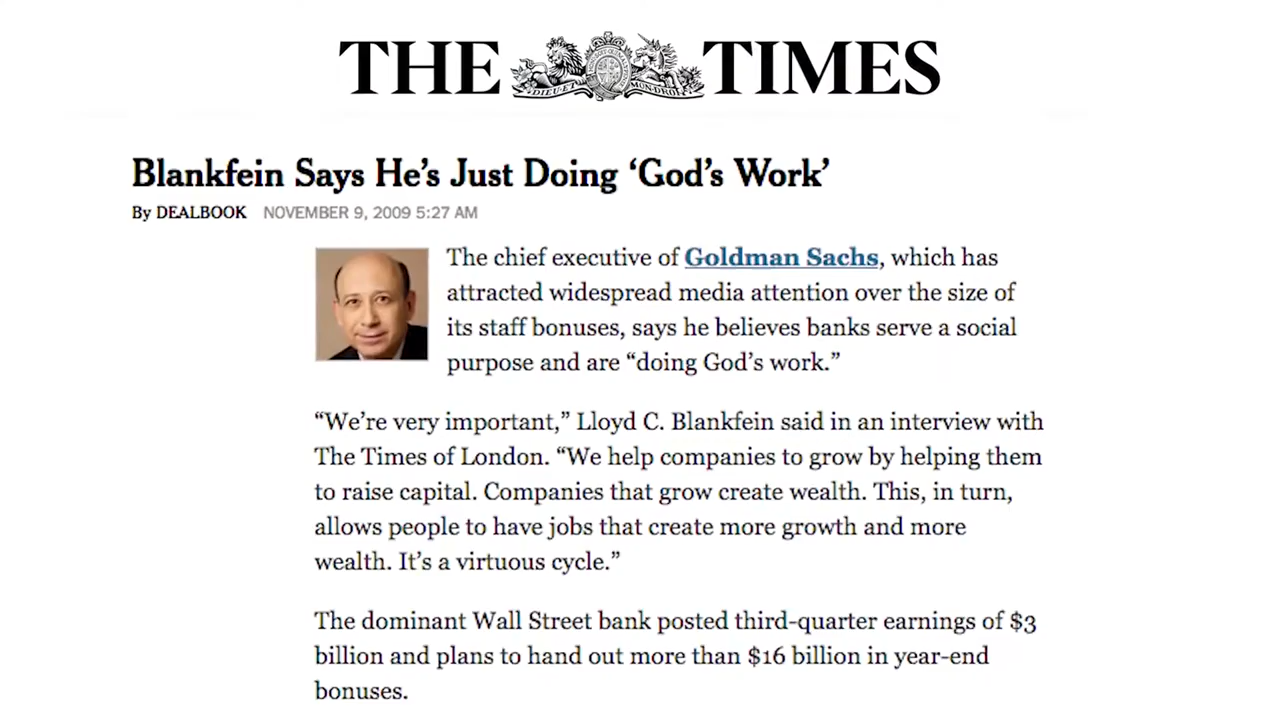 THE TIMES
DIEU·ET MON·DROIT
Blankfein Says He’s Just Doing ‘God’s Work’
By DEALBOOK NOVEMBER 9, 2009 5:27 AM
The chief executive of Goldman Sachs, which has
attracted widespread media attention over the size of
its staff bonuses, says he believes banks serve a social
purpose and are “doing God’s work.”
“We’re very important,” Lloyd C. Blankfein said in an interview with
The Times of London. “We help companies to grow by helping them
to raise capital. Companies that grow create wealth. This, in turn,
allows people to have jobs that create more growth and more
wealth. It’s a virtuous cycle.”
The dominant Wall Street bank posted third-quarter earnings of $3
billion and plans to hand out more than $16 billion in year-end
bonuses.